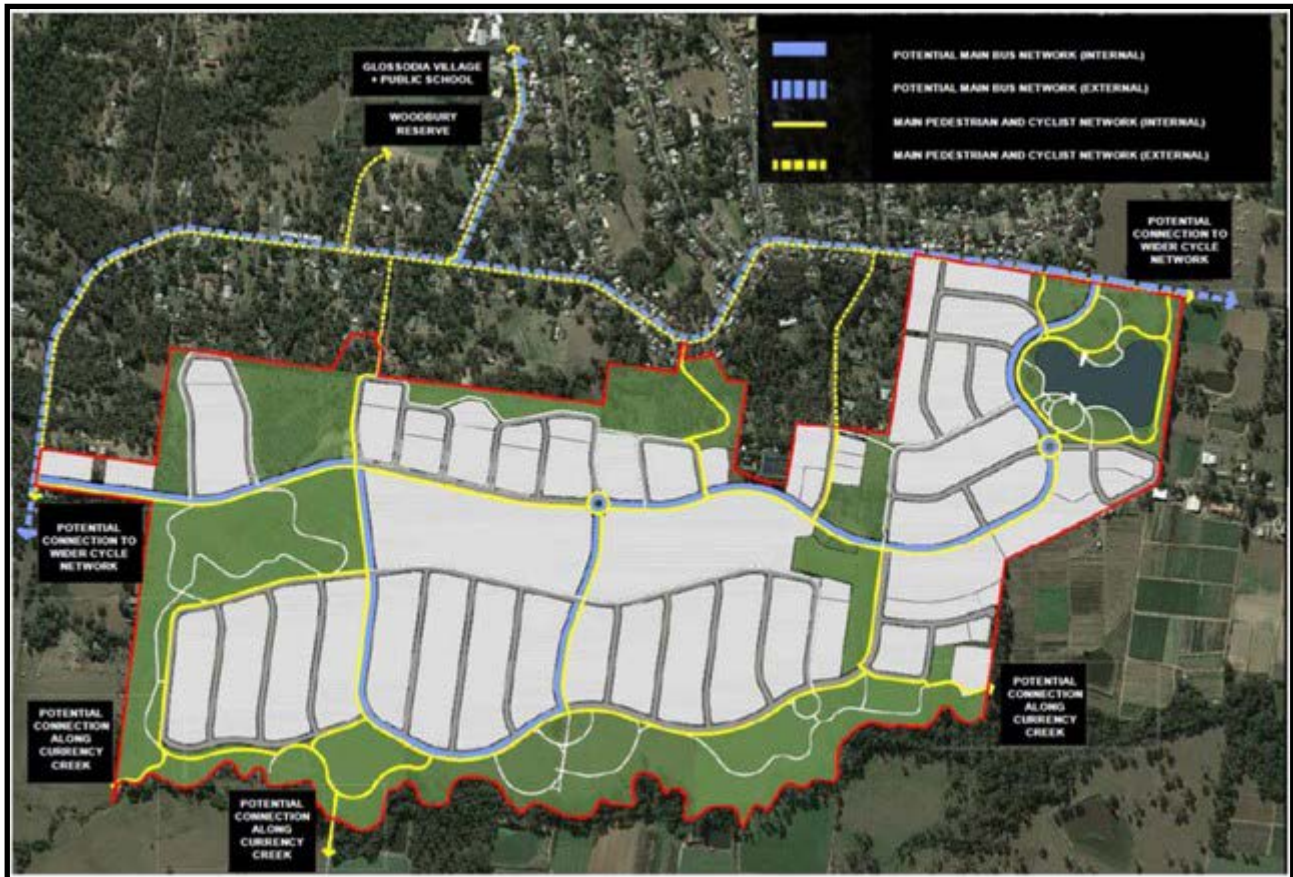 GLOSSODIA VILLAGE
+ PUBLIC SCHOOL
WOODBURY
RESERVE
POTENTIAL MAIN BUS NETWORK (INTERNAL)
POTENTIAL MAIN BUS NETWORK (EXTERNAL)
MAIN PEDESTRIAN AND CYCLIST NETWORK (INTERNAL)
MAIN PEDESTRIAN AND CYCLIST NETWORK (EXTERNAL)
POTENTIAL
CONNECTION TO
WIDER CYCLE
NETWORK
POTENTIAL
CONNECTION TO
WIDER CYCLE
NETWORK
POTENTIAL
CONNECTION
ALONG
CURRENCY
CREEK
POTENTIAL
CONNECTION
ALONG
CURRENCY
CREEK
POTENTIAL
CONNECTION
ALONG
CURRENCY
CREEK